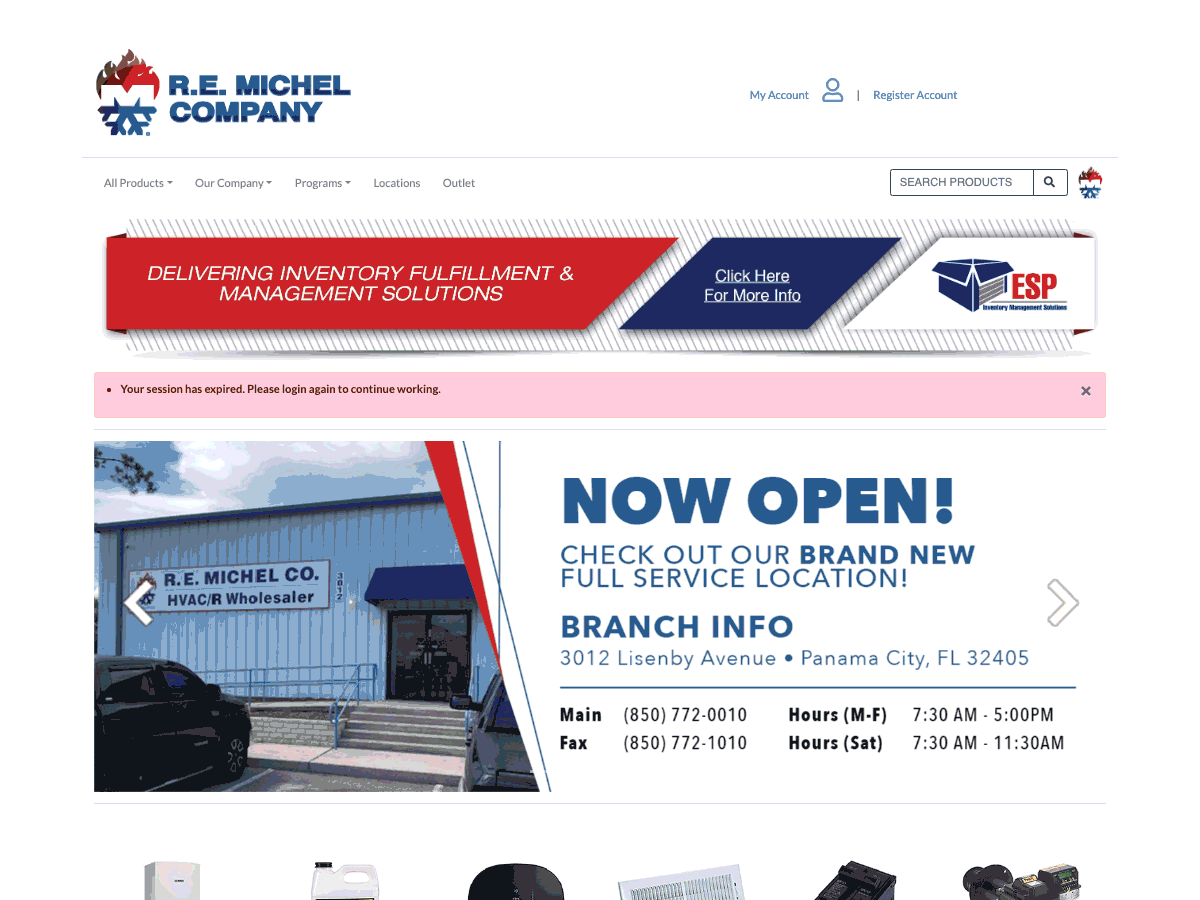 R.E. MICHEL
COMPANY
My Account | Register Account
All Products Our Company Programs Locations Outlet
SEARCH PRODUCTS
DELIVERING INVENTORY FULFILLMENT &
MANAGEMENT SOLUTIONS
Click Here
For More Info
ESP
Inventory Management Solutions
• Your session has expired. Please login again to continue working.
×
R.E. MICHEL CO.
HVAC/R Wholesaler
3012
NOW OPEN!
CHECK OUT OUR BRAND NEW
FULL SERVICE LOCATION!
BRANCH INFO
3012 Lisenby Avenue • Panama City, FL 32405
Main (850) 772-0010 Hours (M-F) 7:30 AM - 5:00PM
Fax (850) 772-1010 Hours (Sat) 7:30 AM - 11:30AM